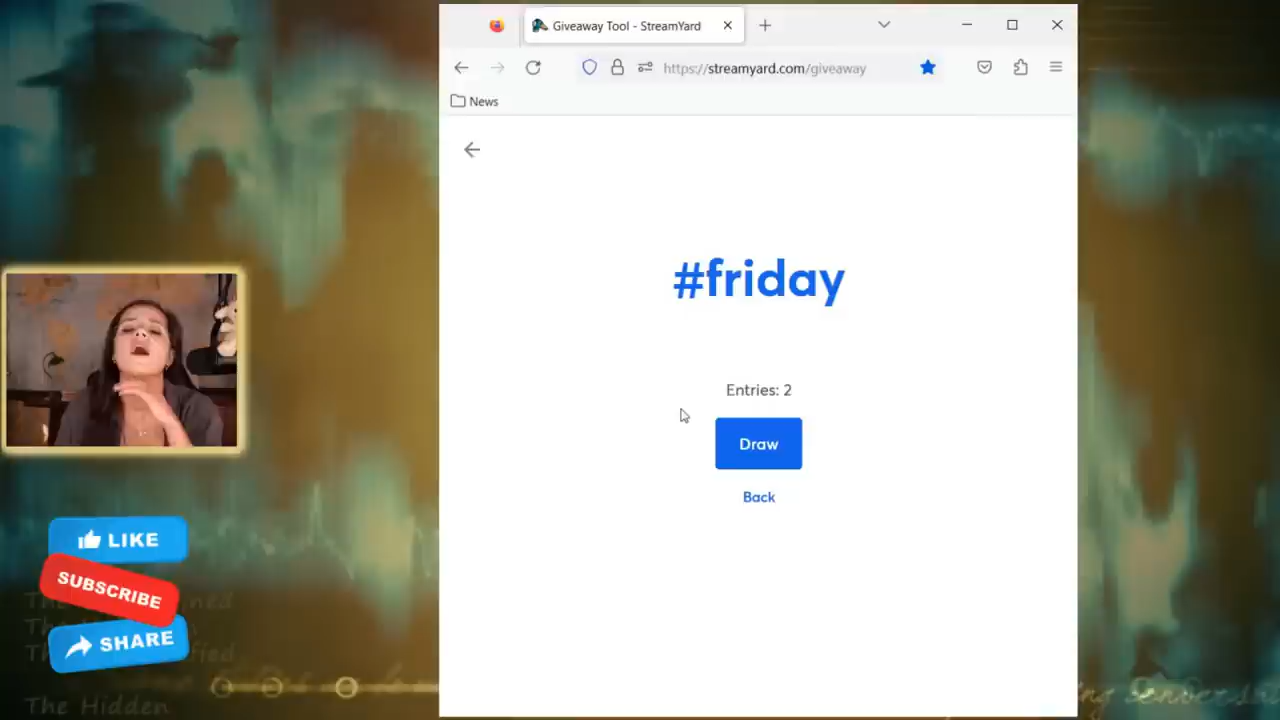 Giveaway Tool - StreamYard
https://streamyard.com/giveaway
News
#friday
Entries: 2
Draw
Back
LIKE
SUBSCRIBE
SHARE
The Hidden